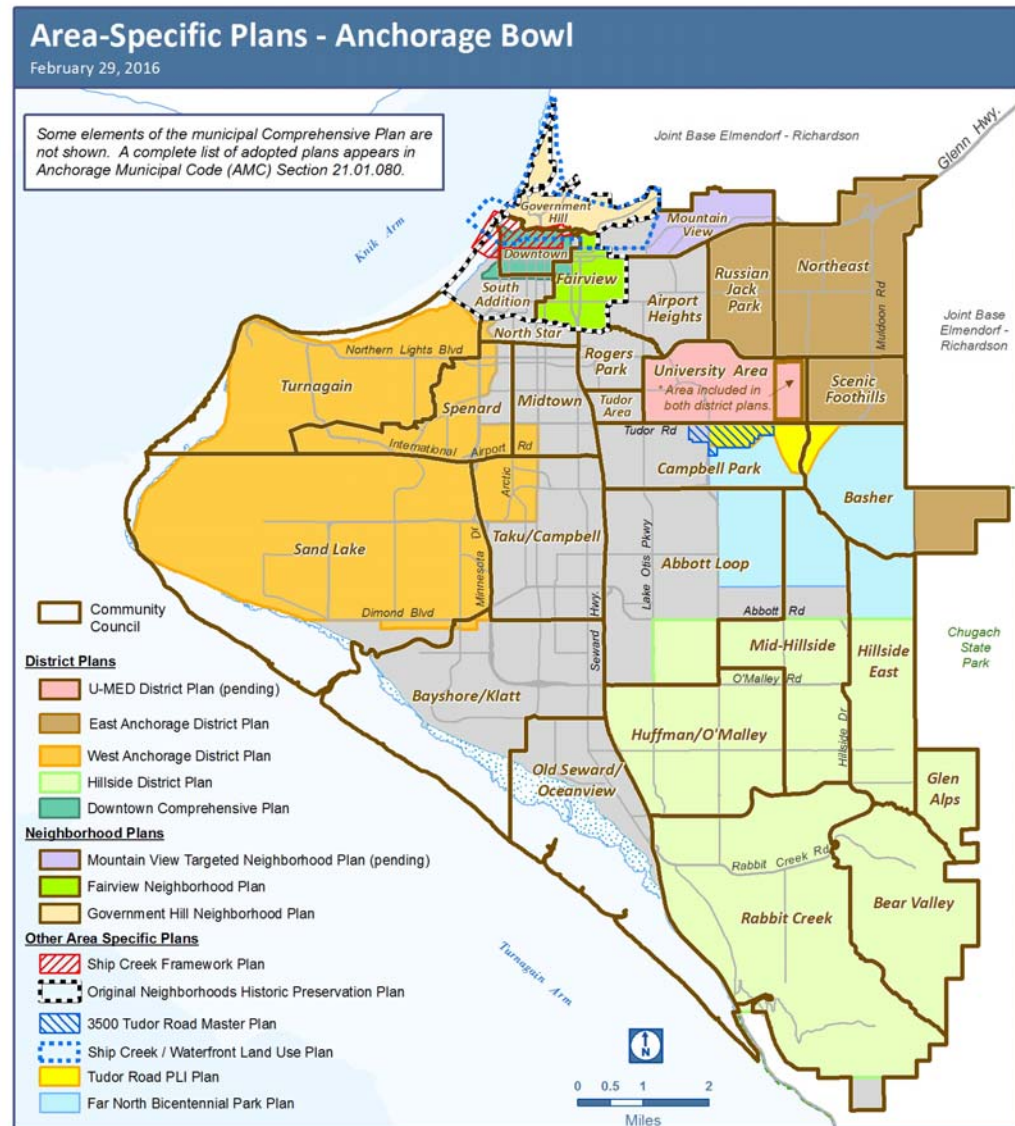 Area-Specific Plans - Anchorage Bowl
February 29, 2016
Some elements of the municipal Comprehensive Plan are
not shown. A complete list of adopted plans appears in
Anchorage Municipal Code (AMC) Section 21.01.080.
Joint Base Elmendorf - Richardson
Glenn Hwy.
Knik Arm
Government
Hill
Mountain
View
Downtown
Fairview
South
Addition
Airport
Heights
Russian
Jack
Park
Northeast
Muldoon Rd
Joint Base
Elmendorf -
Richardson
North Star
Northern Lights Blvd
Turnagain
Spenard
Midtown
Rogers
Park
Tudor
Area
University Area
* Area included in
both district plans.
Scenic
Foothills
International Airport Rd
Tudor Rd
Campbell Park
Basher
Arctic
Sand Lake
Minnesota Dr
Taku/Campbell
Lake Otis Pkwy
Abbott Loop
Dimond Blvd
Seward Hwy.
Abbott Rd
Mid-Hillside
Hillside
East
Chugach
State
Park
O'Malley Rd
Bayshore/Klatt
Huffman/O'Malley
Hillside Dr
Old Seward/
Oceanview
Glen
Alps
Rabbit Creek Rd
Rabbit Creek
Bear Valley
Turnagain Arm
Community
Council
District Plans
U-MED District Plan (pending)
East Anchorage District Plan
West Anchorage District Plan
Hillside District Plan
Downtown Comprehensive Plan
Neighborhood Plans
Mountain View Targeted Neighborhood Plan (pending)
Fairview Neighborhood Plan
Government Hill Neighborhood Plan
Other Area Specific Plans
Ship Creek Framework Plan
Original Neighborhoods Historic Preservation Plan
3500 Tudor Road Master Plan
Ship Creek / Waterfront Land Use Plan
Tudor Road PLI Plan
Far North Bicentennial Park Plan
N
0 0.5 1 2
Miles